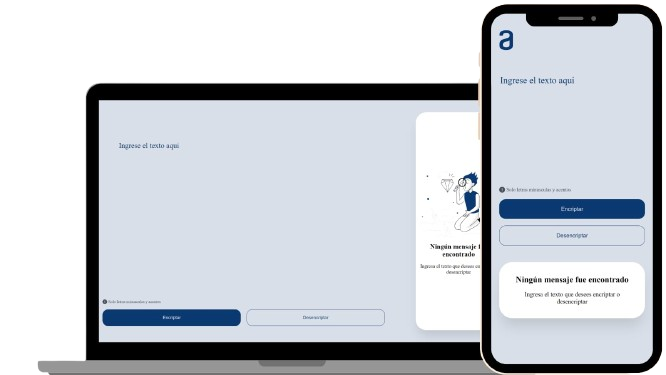 Ingrese el texto aquí
Solo letras minúsculas y acentos
Encriptar
Desencriptar
Ningún mensaje f
encontrado
Ingresa el texto que desees en
desencriptar
a
Ingrese el texto aquí
Solo letras minúsculas y acentos
Encriptar
Desencriptar
Ningún mensaje fue encontrado
Ingresa el texto que desees encriptar o
desencriptar